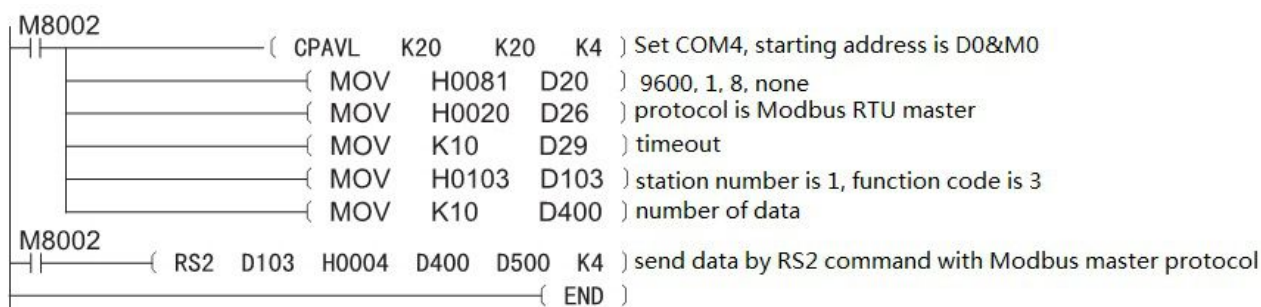 M8002
CPAVL K20 K20 K4 Set COM4, starting address is D0&M0
MOV H0081 D20 9600, 1, 8, none
MOV H0020 D26 protocol is Modbus RTU master
MOV K10 D29 timeout
MOV H0103 D103 station number is 1, function code is 3
MOV K10 D400 number of data
M8002
RS2 D103 H0004 D400 D500 K4 send data by RS2 command with Modbus master protocol
END